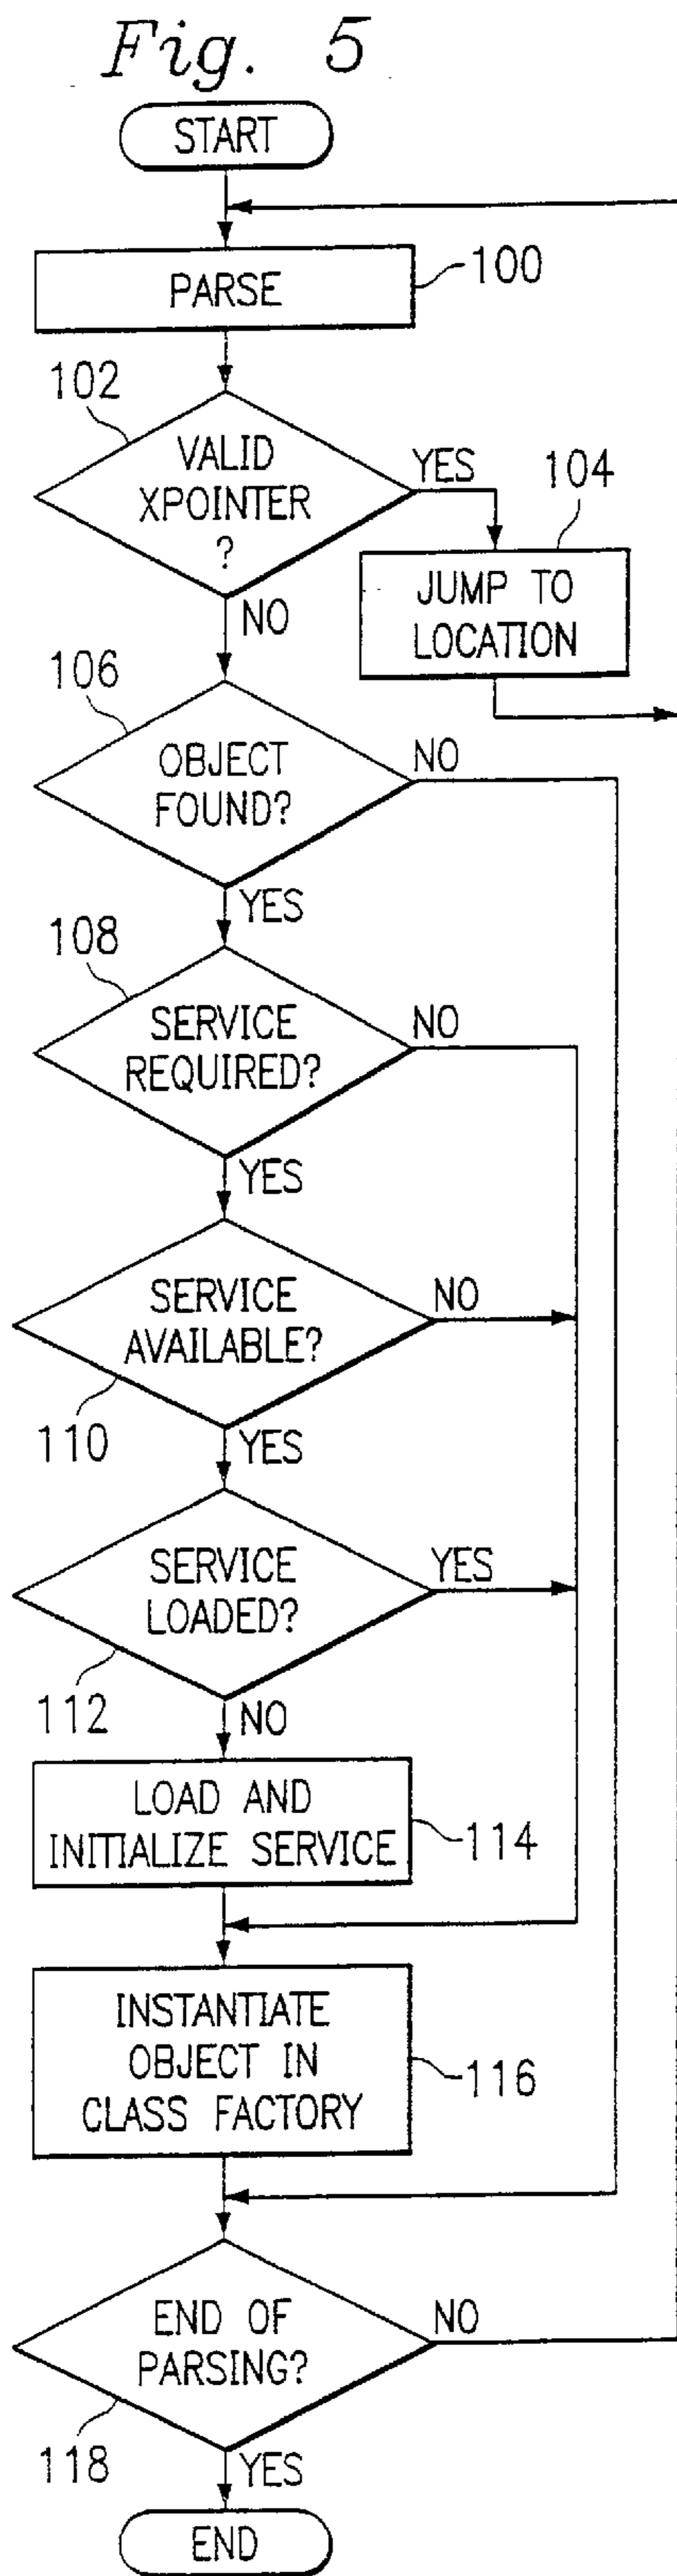 Fig. 5
START
PARSE
100
102
VALID
XPOINTER
?
YES
104
JUMP TO
LOCATION
NO
106
OBJECT
FOUND?
NO
YES
108
SERVICE
REQUIRED?
NO
YES
SERVICE
AVAILABLE?
NO
110
YES
SERVICE
LOADED?
YES
112
NO
LOAD AND
INITIALIZE SERVICE
114
INSTANTIATE
OBJECT IN
CLASS FACTORY
116
END OF
PARSING?
NO
118
YES
END